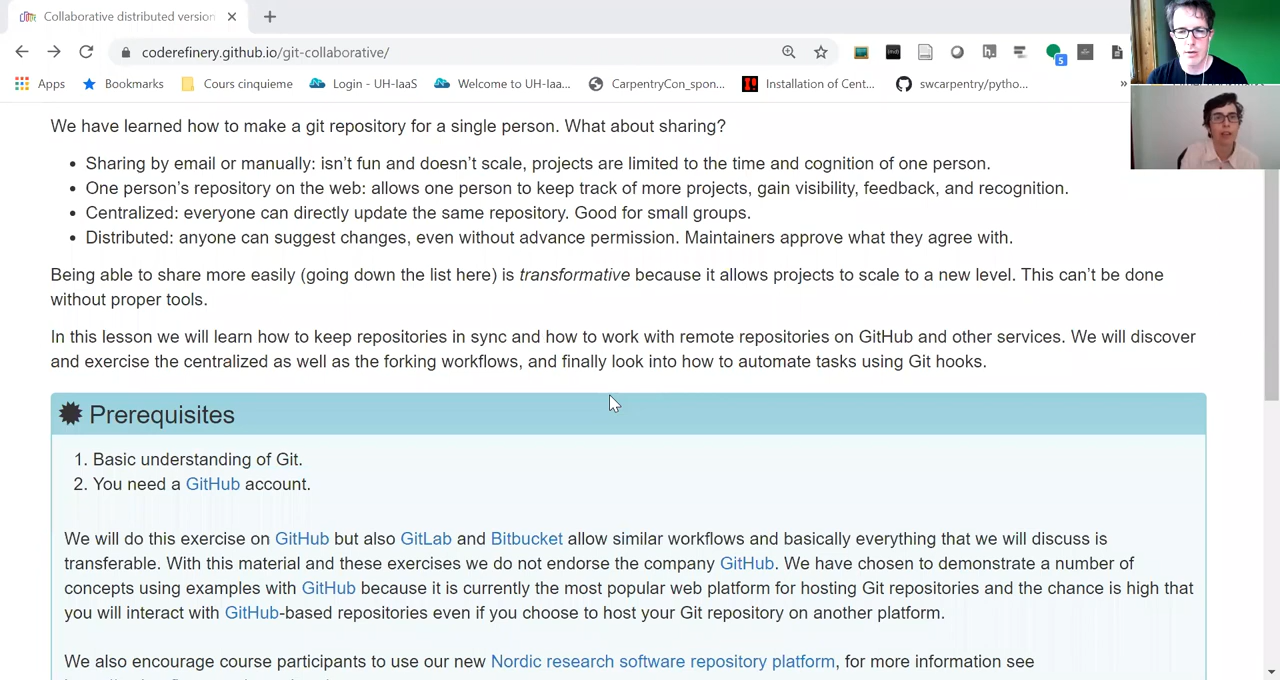 Collaborative distributed version
coderefinery.github.io/git-collaborative/
5
Apps
Bookmarks
Cours cinquieme
Login - UH-IaaS
Welcome to UH-Iaa...
CarpentryCon_spon...
Installation of Cent...
swcarpentry/pytho...
»
We have learned how to make a git repository for a single person. What about sharing?
• Sharing by email or manually: isn’t fun and doesn’t scale, projects are limited to the time and cognition of one person.
• One person’s repository on the web: allows one person to keep track of more projects, gain visibility, feedback, and recognition.
• Centralized: everyone can directly update the same repository. Good for small groups.
• Distributed: anyone can suggest changes, even without advance permission. Maintainers approve what they agree with.
Being able to share more easily (going down the list here) is transformative because it allows projects to scale to a new level. This can’t be done
without proper tools.
In this lesson we will learn how to keep repositories in sync and how to work with remote repositories on GitHub and other services. We will discover
and exercise the centralized as well as the forking workflows, and finally look into how to automate tasks using Git hooks.
Prerequisites
1. Basic understanding of Git.
2. You need a GitHub account.
We will do this exercise on GitHub but also GitLab and Bitbucket allow similar workflows and basically everything that we will discuss is
transferable. With this material and these exercises we do not endorse the company GitHub. We have chosen to demonstrate a number of
concepts using examples with GitHub because it is currently the most popular web platform for hosting Git repositories and the chance is high that
you will interact with GitHub-based repositories even if you choose to host your Git repository on another platform.
We also encourage course participants to use our new Nordic research software repository platform, for more information see